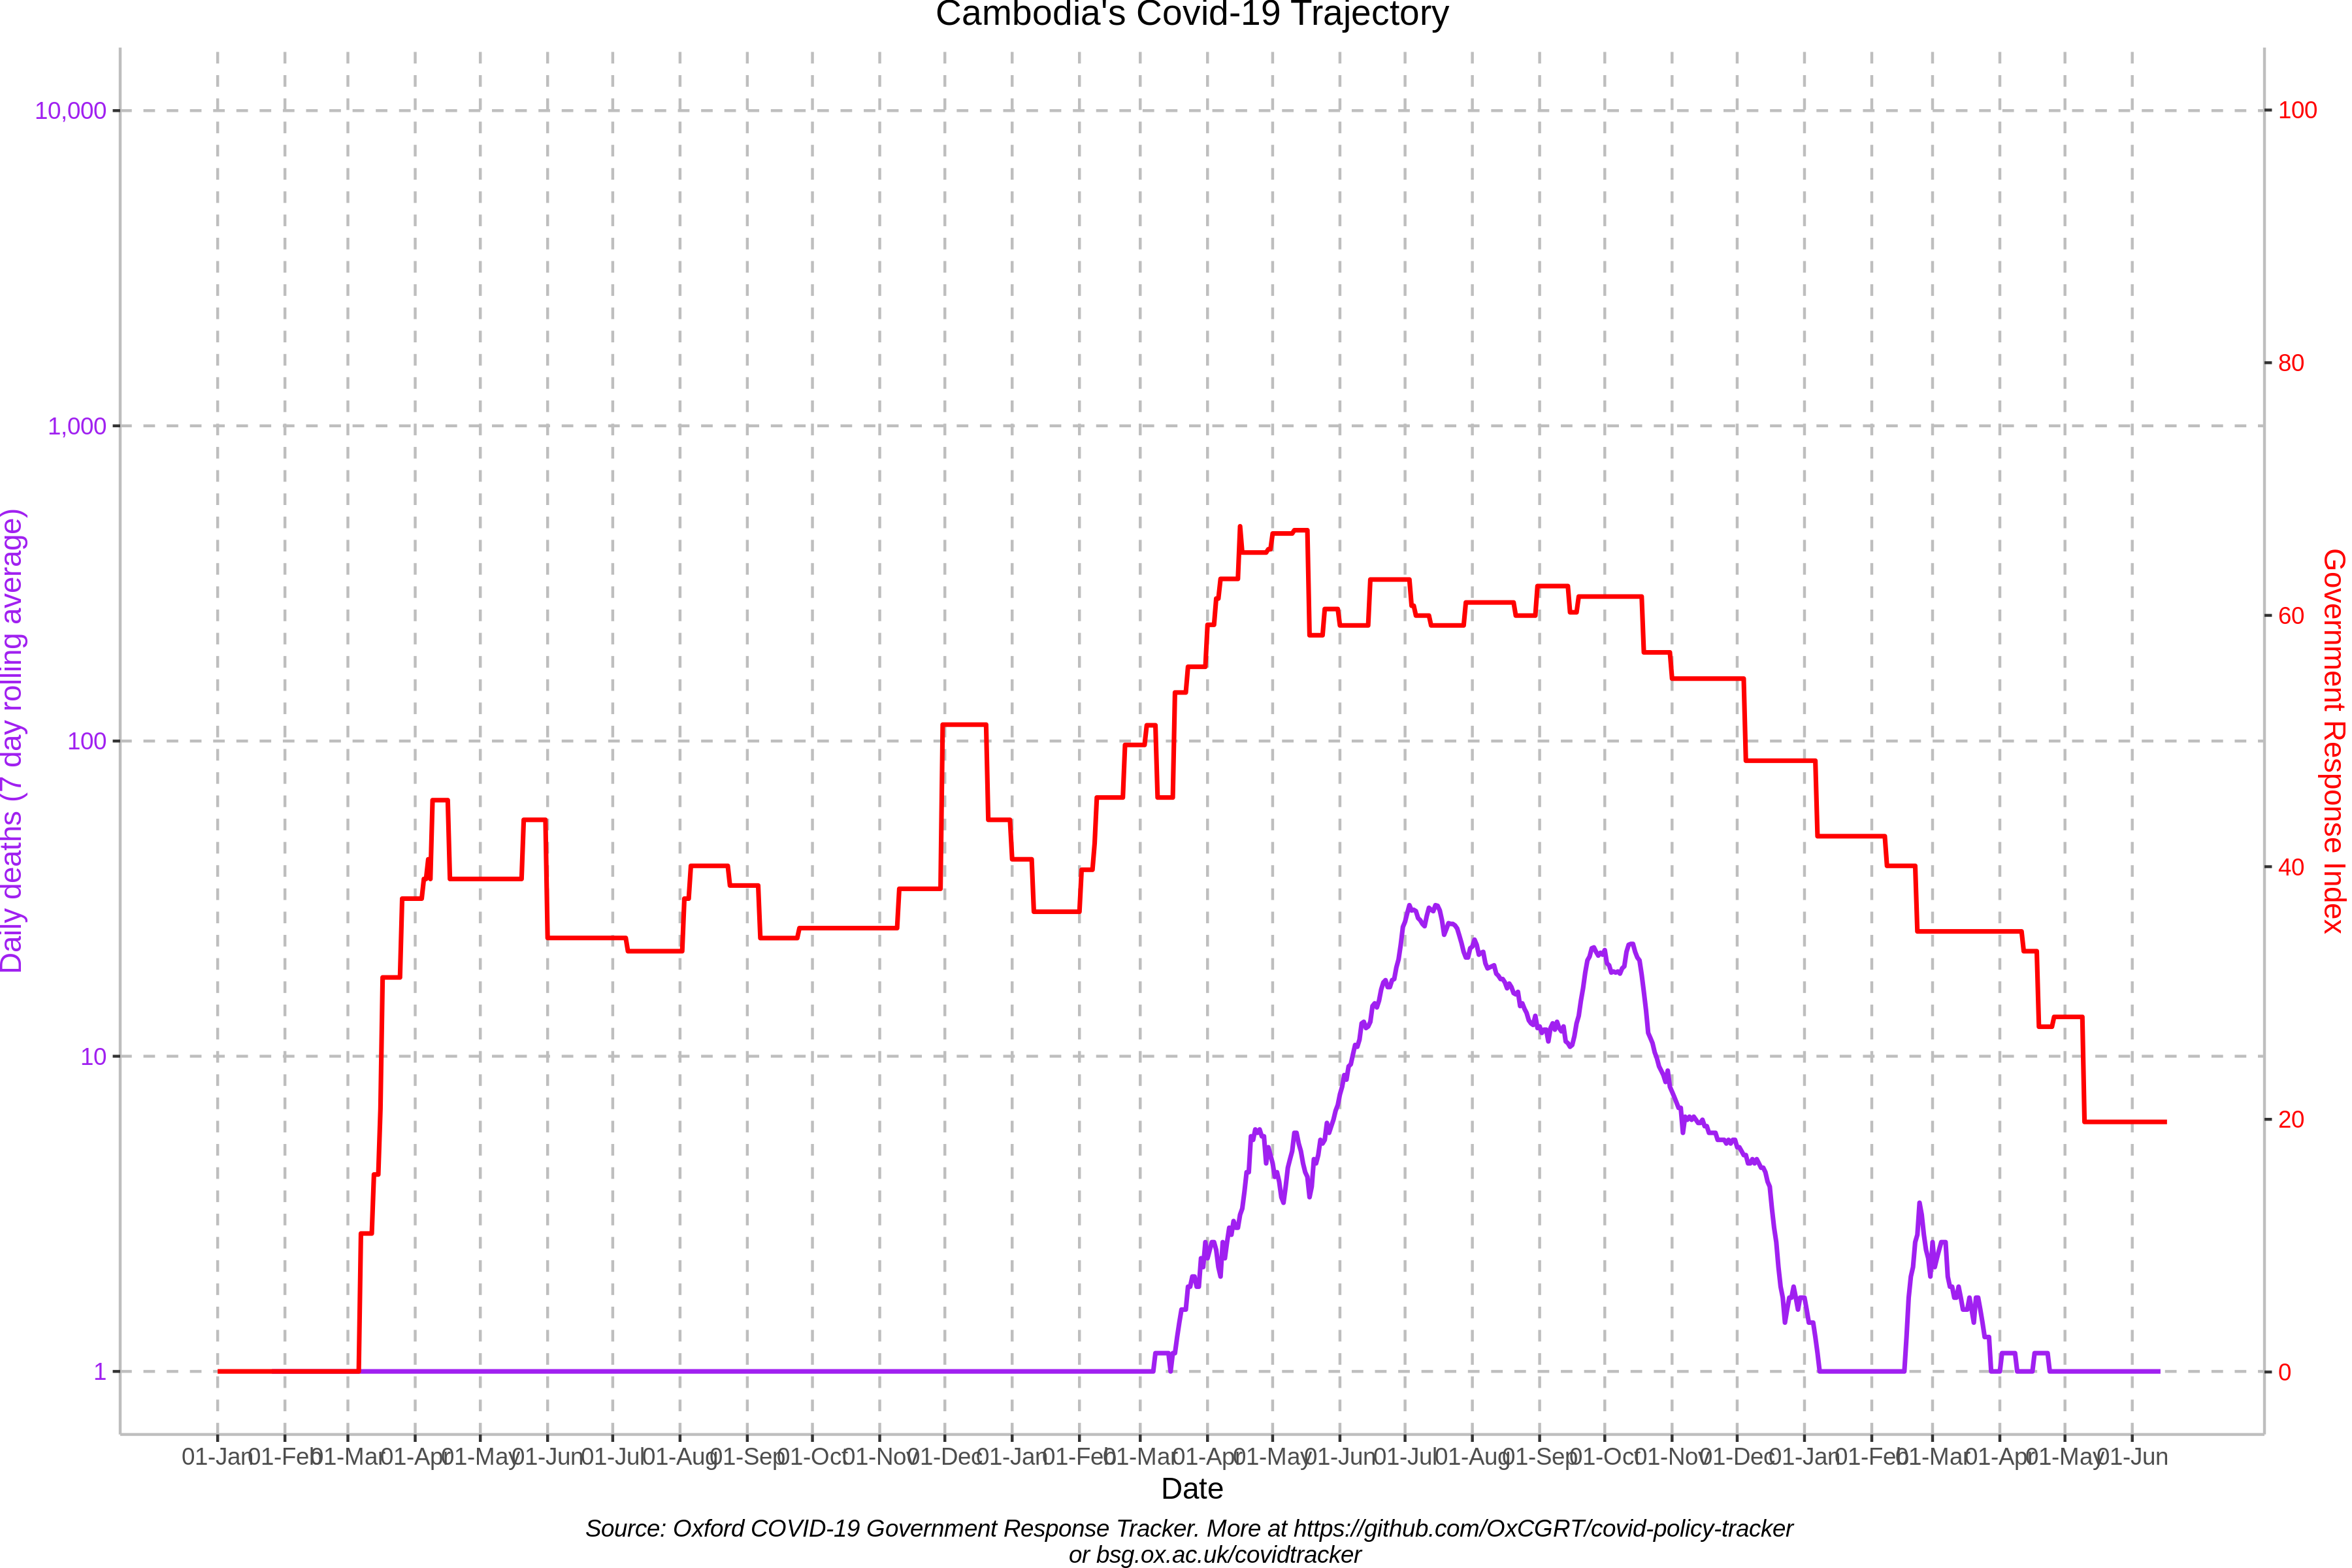 Cambodia's Covid-19 Trajectory
10,000
1,000
100
10
1
Daily deaths (7 day rolling average)
100
80
60
40
20
0
Government Response Index
01-Jan 01-Feb 01-Mar 01-Apr 01-May 01-Jun 01-Jul 01-Aug 01-Sep 01-Oct 01-Nov 01-Dec 01-Jan 01-Feb 01-Mar 01-Apr 01-May 01-Jun 01-Jul 01-Aug 01-Sep 01-Oct 01-Nov 01-Dec 01-Jan 01-Feb 01-Mar 01-Apr 01-May 01-Jun
Date
Source: Oxford COVID-19 Government Response Tracker. More at https://github.com/OxCGRT/covid-policy-tracker
or bsg.ox.ac.uk/covidtracker